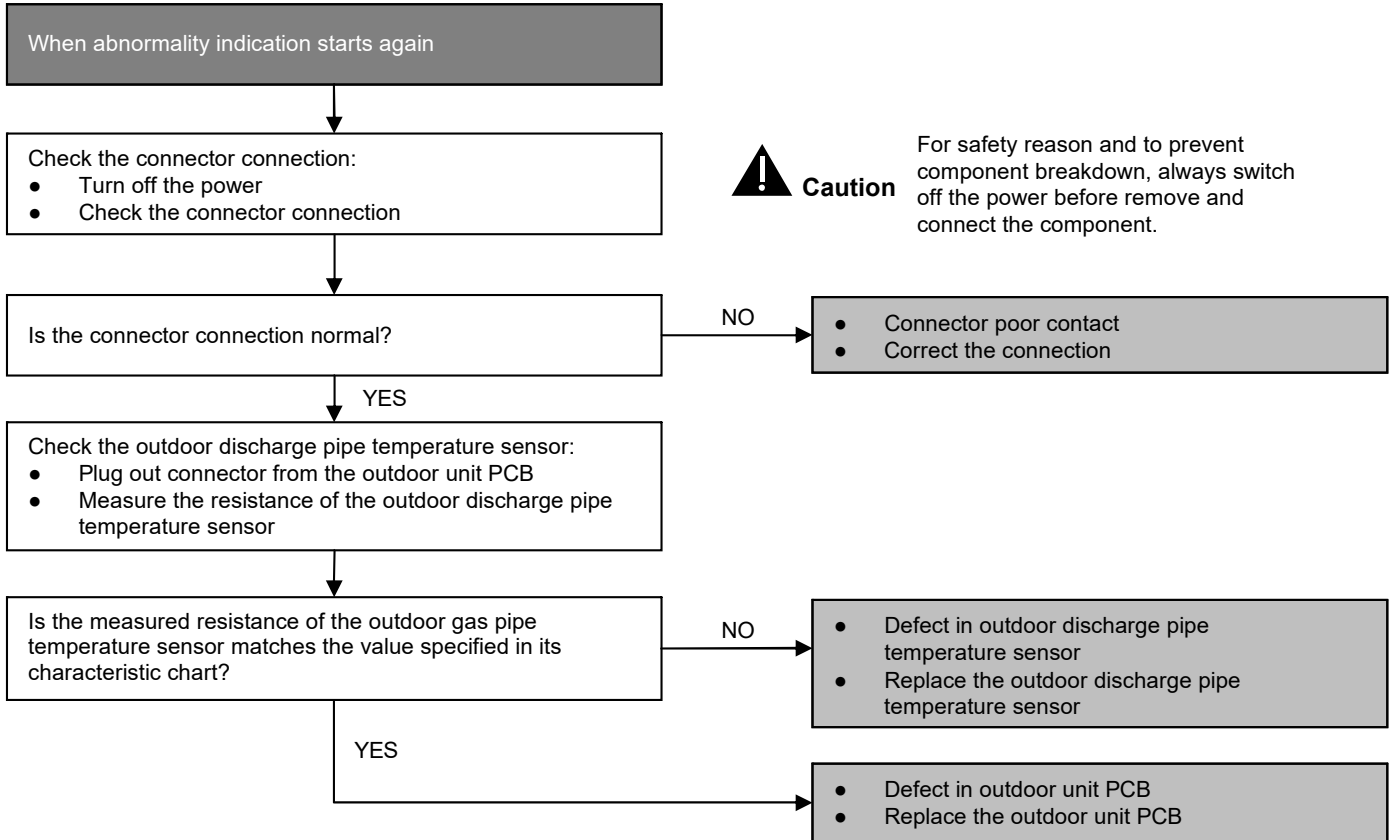 When abnormality indication starts again
Check the connector connection:
● Turn off the power
● Check the connector connection
Caution
For safety reason and to prevent
component breakdown, always switch
off the power before remove and
connect the component.
Is the connector connection normal?
NO
● Connector poor contact
● Correct the connection
YES
Check the outdoor discharge pipe temperature sensor:
● Plug out connector from the outdoor unit PCB
● Measure the resistance of the outdoor discharge pipe
temperature sensor
Is the measured resistance of the outdoor gas pipe
temperature sensor matches the value specified in its
characteristic chart?
NO
● Defect in outdoor discharge pipe
temperature sensor
● Replace the outdoor discharge pipe
temperature sensor
YES
● Defect in outdoor unit PCB
● Replace the outdoor unit PCB